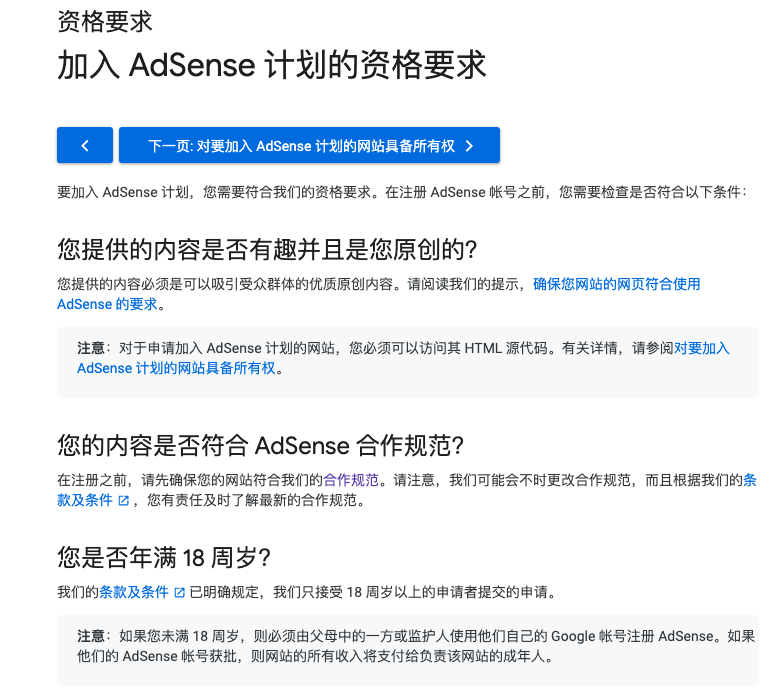 资格要求
加入 AdSense 计划的资格要求
下一页: 对要加入 AdSense 计划的网站具备所有权
要加入 AdSense 计划，您需要符合我们的资格要求。在注册 AdSense 帐号之前，您需要检查是否符合以下条件：
您提供的内容是否有趣并且是您原创的?
您提供的内容必须是可以吸引受众群体的优质原创内容。请阅读我们的提示，确保您网站的网页符合使用
AdSense 的要求。
注意：对于申请加入 AdSense 计划的网站，您必须可以访问其 HTML 源代码。有关详情，请参阅对要加入
AdSense 计划的网站具备所有权。
您的内容是否符合 AdSense 合作规范?
在注册之前，请先确保您的网站符合我们的合作规范。请注意，我们可能会不时更改合作规范，而且根据我们的条
款及条件 ，您有责任及时了解最新的合作规范。
您是否年满 18 周岁?
我们的条款及条件 已明确规定，我们只接受 18 周岁以上的申请者提交的申请。
注意：如果您未满 18 周岁，则必须由父母中的一方或监护人使用他们自己的 Google 帐号注册 AdSense。如果
他们的 AdSense 帐号获批，则网站的所有收入将支付给负责该网站的成年人。